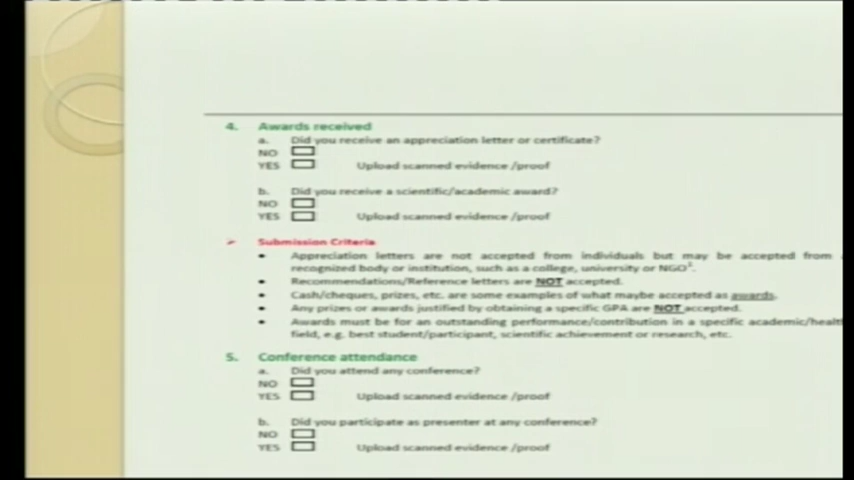 4. Awards received
a. Did you receive an appreciation letter or certificate?
NO
YES Upload scanned evidence /proof
b. Did you receive a scientific/academic award?
NO
YES Upload scanned evidence /proof
➢ Submission Criteria
• Appreciation letters are not accepted from individuals but may be accepted from
recognized body or institution, such as a college, university or NGO
• Recommendations/Reference letters are NOT accepted.
• Cash/cheques, prizes, etc. are some examples of what maybe accepted as awards.
• Any prizes or awards justified by obtaining a specific GPA are NOT accepted.
• Awards must be for an outstanding performance/contribution in a specific academic/health
field, e.g. best student/participant, scientific achievement or research, etc.
5. Conference attendance
a. Did you attend any conference?
NO
YES Upload scanned evidence /proof
b. Did you participate as presenter at any conference?
NO
YES Upload scanned evidence /proof